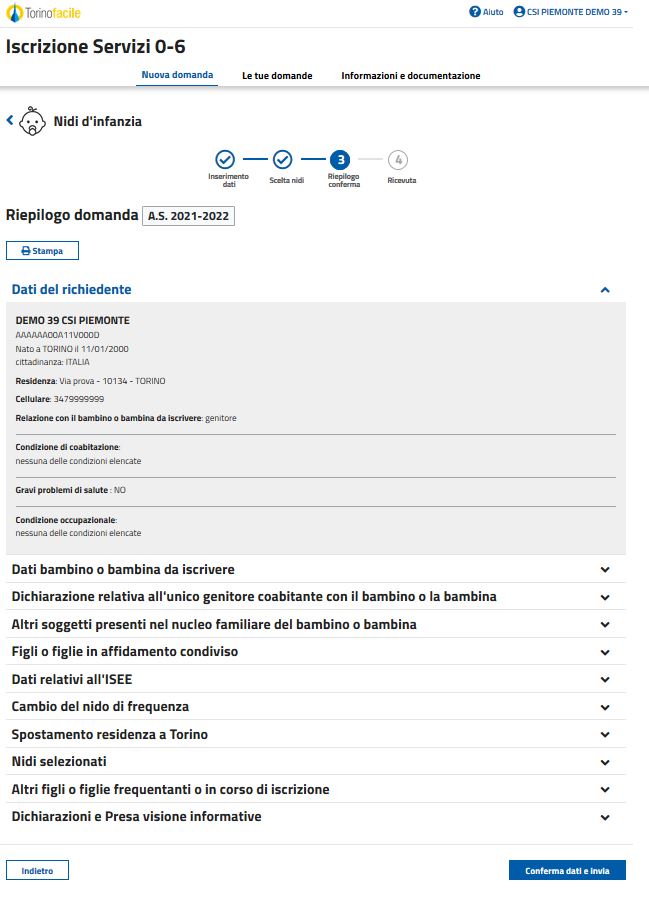 Torinofacile
Aiuto CSI PIEMONTE DEMO 39
Iscrizione Servizi 0-6
Nuova domanda Le tue domande Informazioni e documentazione
Nidi d'infanzia
3 4
Inserimento dati Scelta nidi Riepilogo conferma Ricevuta
Riepilogo domanda A.S. 2021-2022
Stampa
Dati del richiedente
DEMO 39 CSI PIEMONTE
AAAAAA00A11V000D
Nato a TORINO il 11/01/2000
cittadinanza: ITALIA
Residenza: Via prova - 10134 - TORINO
Cellulare: 3479999999
Relazione con il bambino o bambina da iscrivere: genitore
Condizione di coabitazione:
nessuna delle condizioni elencate
Gravi problemi di salute : NO
Condizione occupazionale:
nessuna delle condizioni elencate
Dati bambino o bambina da iscrivere
Dichiarazione relativa all'unico genitore coabitante con il bambino o la bambina
Altri soggetti presenti nel nucleo familiare del bambino o bambina
Figli o figlie in affidamento condiviso
Dati relativi all'ISEE
Cambio del nido di frequenza
Spostamento residenza a Torino
Nidi selezionati
Altri figli o figlie frequentanti o in corso di iscrizione
Dichiarazioni e Presa visione informative
Indietro Conferma dati e invia